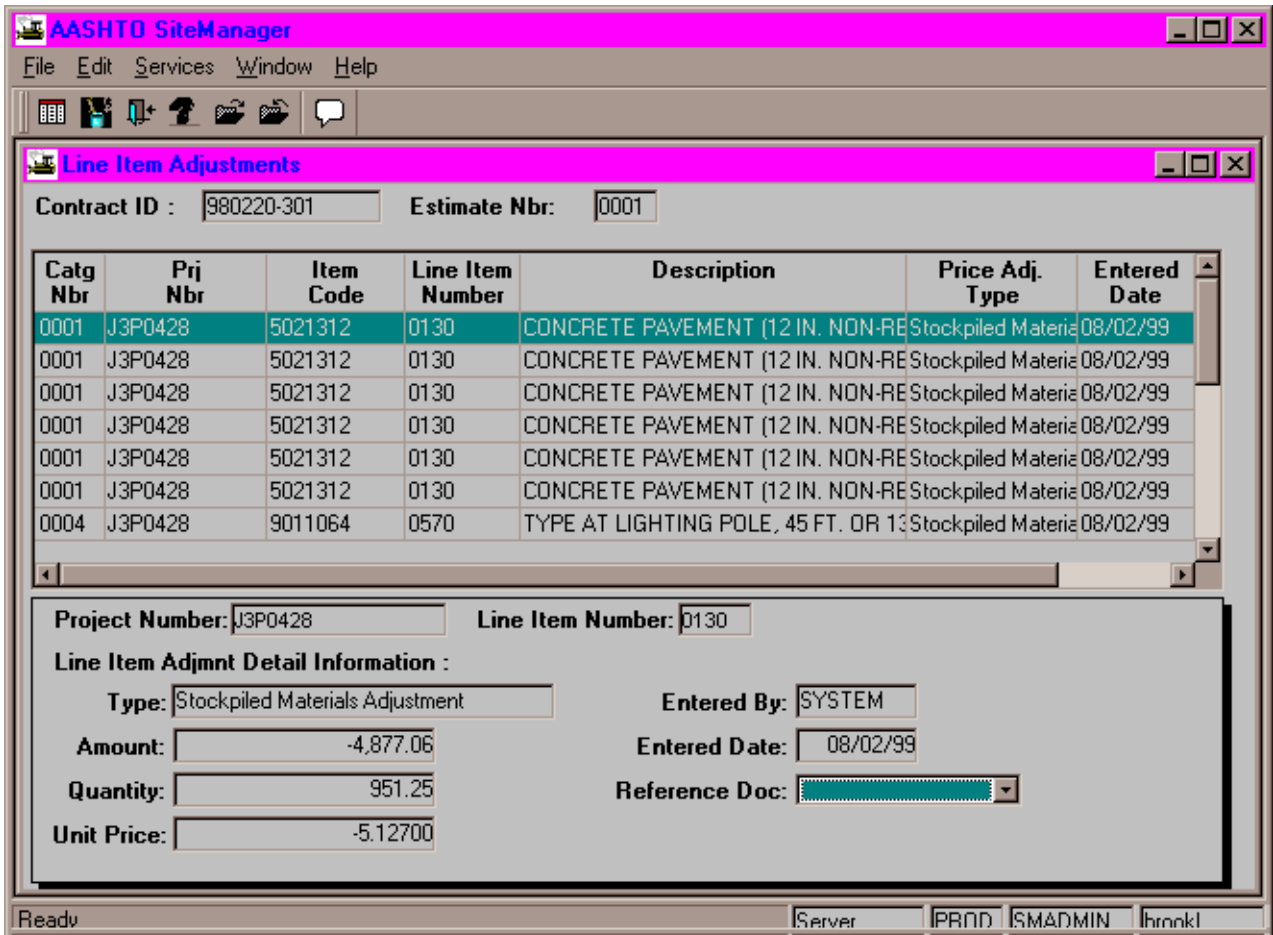 AASHTO SiteManager
File Edit Services Window Help
Line Item Adjustments
Contract ID : 980220-301 Estimate Nbr: 0001
Catg Nbr Prj Nbr Item Code Line Item Number Description Price Adj. Type Entered Date
0001 J3P0428 5021312 0130 CONCRETE PAVEMENT (12 IN. NON-RE Stockpiled Materia 08/02/99
0001 J3P0428 5021312 0130 CONCRETE PAVEMENT (12 IN. NON-RE Stockpiled Materia 08/02/99
0001 J3P0428 5021312 0130 CONCRETE PAVEMENT (12 IN. NON-RE Stockpiled Materia 08/02/99
0001 J3P0428 5021312 0130 CONCRETE PAVEMENT (12 IN. NON-RE Stockpiled Materia 08/02/99
0001 J3P0428 5021312 0130 CONCRETE PAVEMENT (12 IN. NON-RE Stockpiled Materia 08/02/99
0001 J3P0428 5021312 0130 CONCRETE PAVEMENT (12 IN. NON-RE Stockpiled Materia 08/02/99
0004 J3P0428 9011064 0570 TYPE AT LIGHTING POLE, 45 FT. OR 13 Stockpiled Materia 08/02/99
Project Number: J3P0428 Line Item Number: 0130
Line Item Adjmnt Detail Information :
Type: Stockpiled Materials Adjustment Entered By: SYSTEM
Amount: -4,877.06 Entered Date: 08/02/99
Quantity: 951.25 Reference Doc:
Unit Price: -5.12700
Ready Server PROD SMADMIN brookl